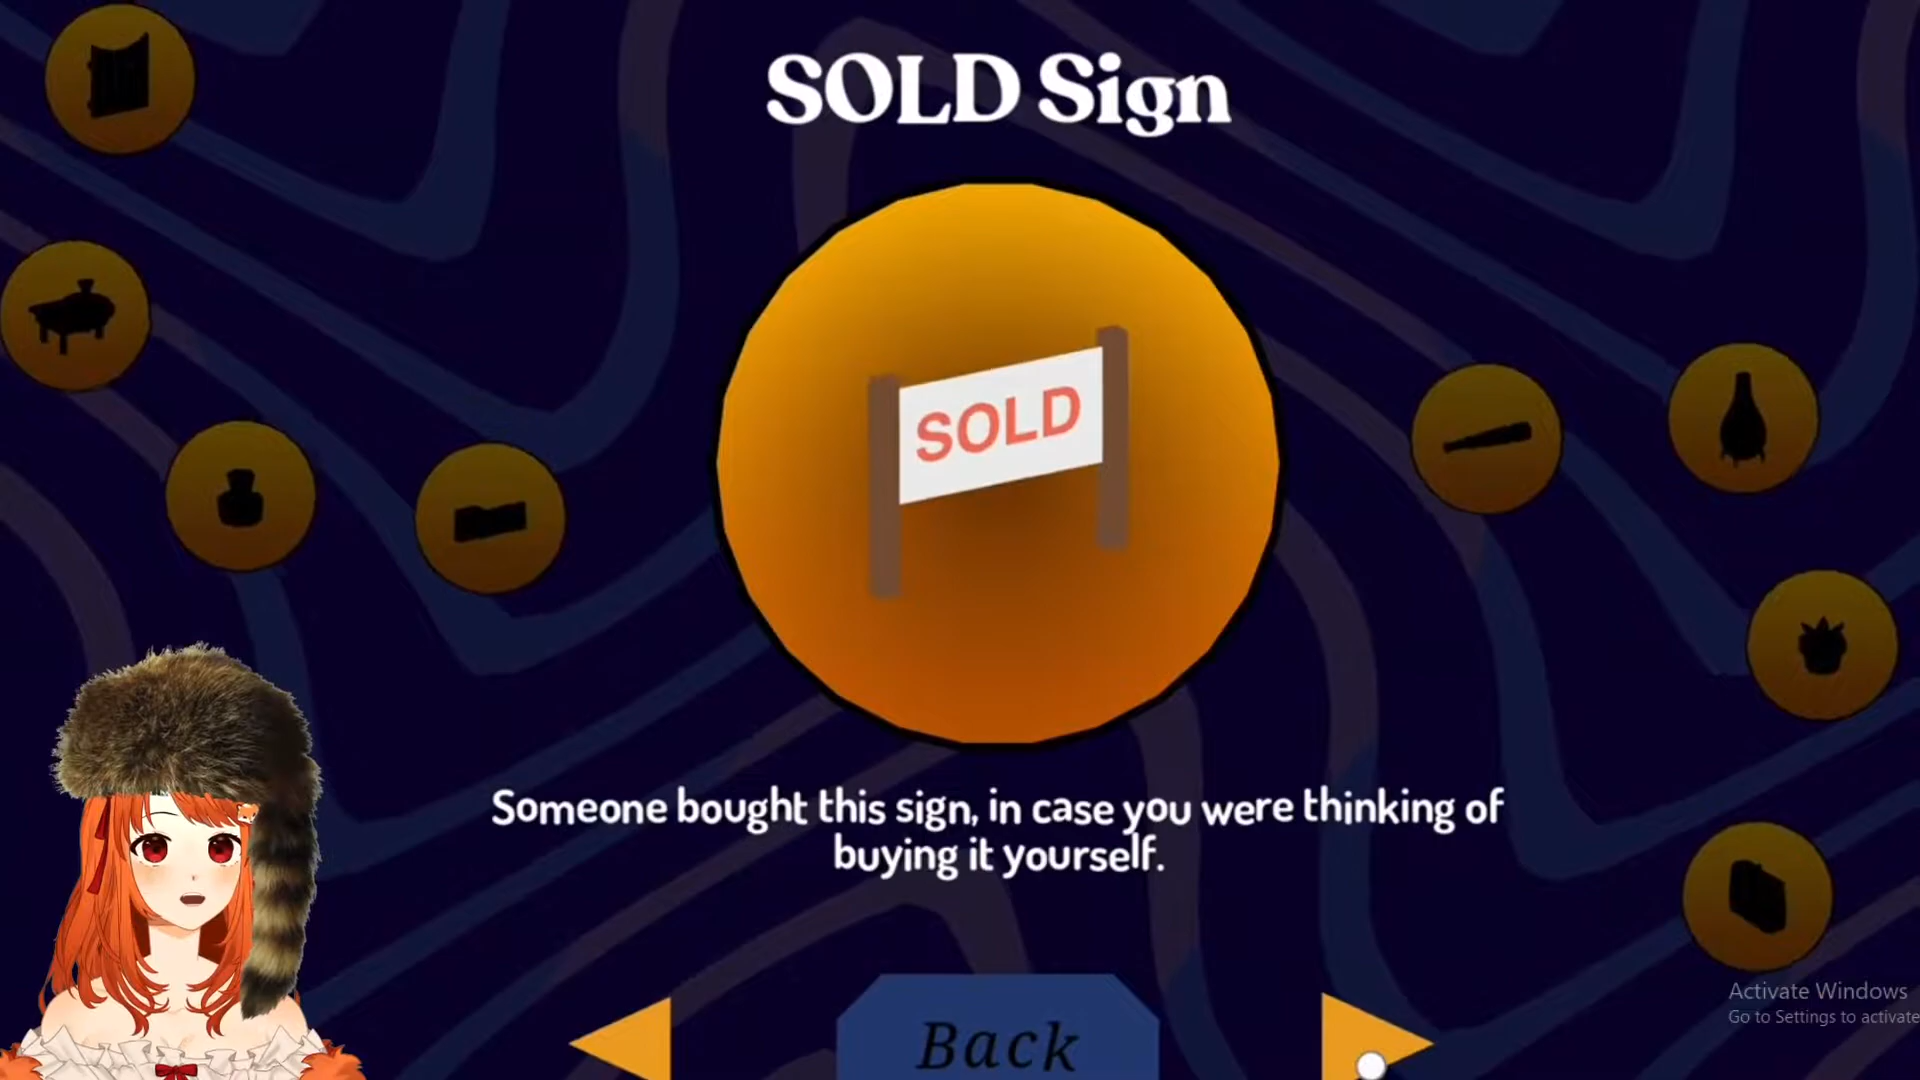 SOLD Sign
SOLD
Someone bought this sign, in case you were thinking of
buying it yourself.
Back
Activate Windows
Go to Settings to activate